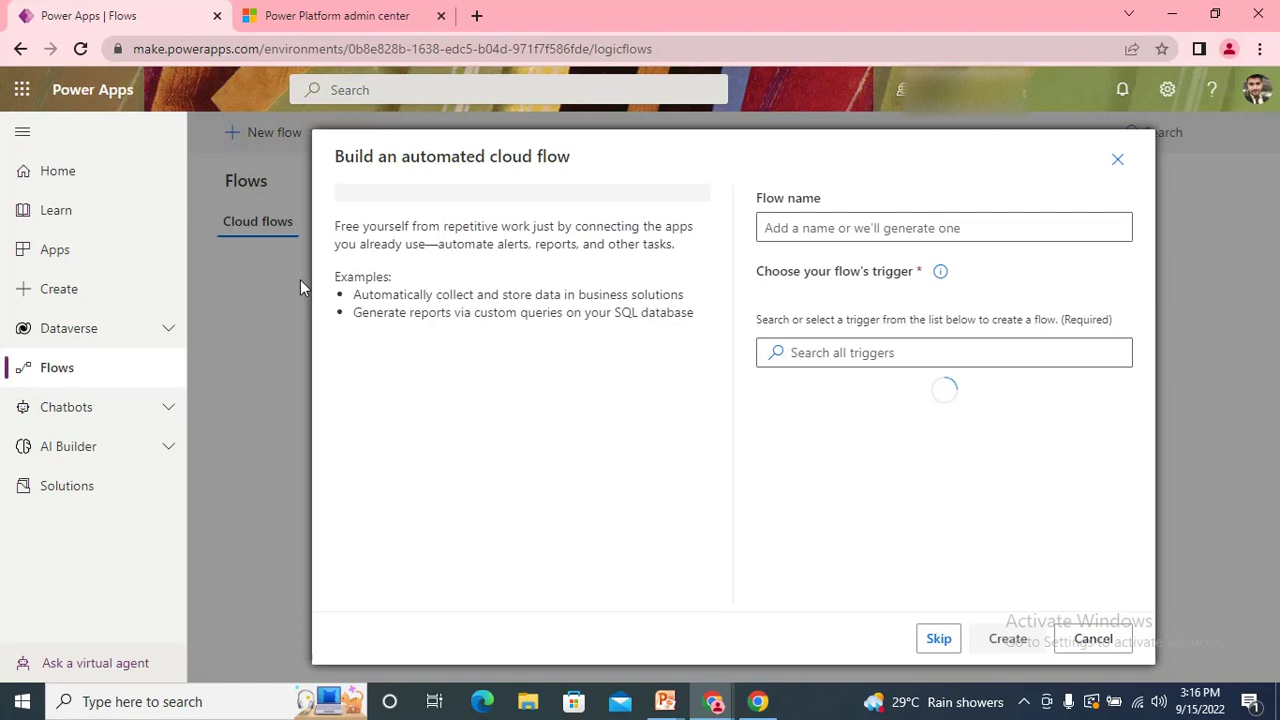 Power Apps | Flows
Power Platform admin center
make.powerapps.com/environments/0b8e828b-1638-edc5-b04d-971f7f586fde/logicflows
Power Apps
Search
New flow
Search
Flows
Cloud flows
Home
Learn
Apps
Create
Dataverse
Flows
Chatbots
AI Builder
Solutions
Ask a virtual agent
Build an automated cloud flow
Free yourself from repetitive work just by connecting the apps
you already use—automate alerts, reports, and other tasks.
Examples:
• Automatically collect and store data in business solutions
• Generate reports via custom queries on your SQL database
Flow name
Add a name or we'll generate one
Choose your flow's trigger *
Search or select a trigger from the list below to create a flow. (Required)
Search all triggers
Skip
Create
Cancel
Activate Windows
Go to Settings to activate Windows.
Type here to search
29°C Rain showers
3:16 PM
9/15/2022
1